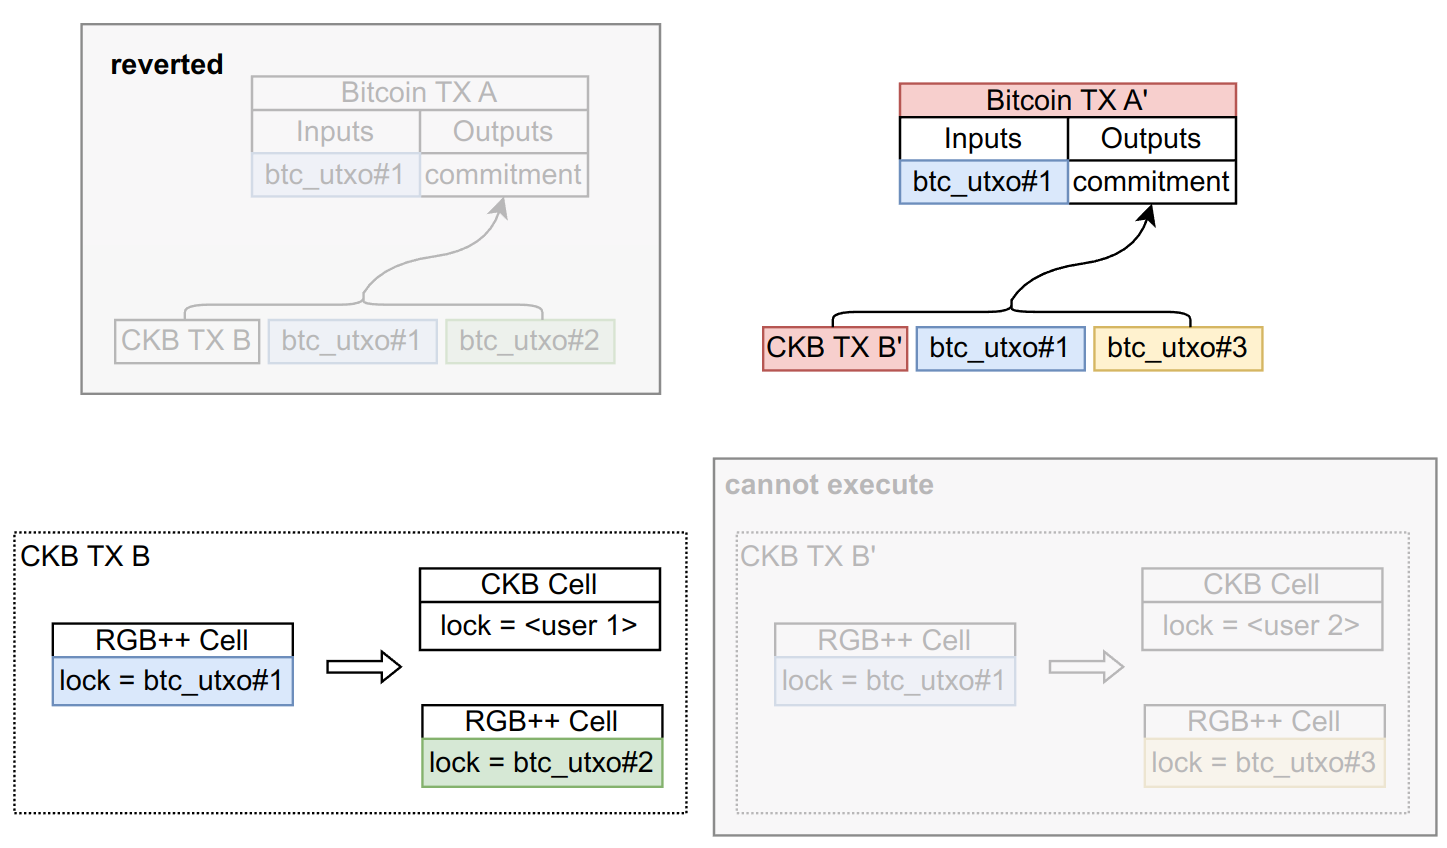 reverted
Bitcoin TX A
Inputs Outputs
btc_utxo#1 commitment
CKB TX B btc_utxo#1 btc_utxo#2
Bitcoin TX A'
Inputs Outputs
btc_utxo#1 commitment
CKB TX B' btc_utxo#1 btc_utxo#3
CKB TX B
RGB++ Cell
lock = btc_utxo#1
CKB Cell
lock = <user 1>
RGB++ Cell
lock = btc_utxo#2
cannot execute
CKB TX B'
RGB++ Cell
lock = btc_utxo#1
CKB Cell
lock = <user 2>
RGB++ Cell
lock = btc_utxo#3